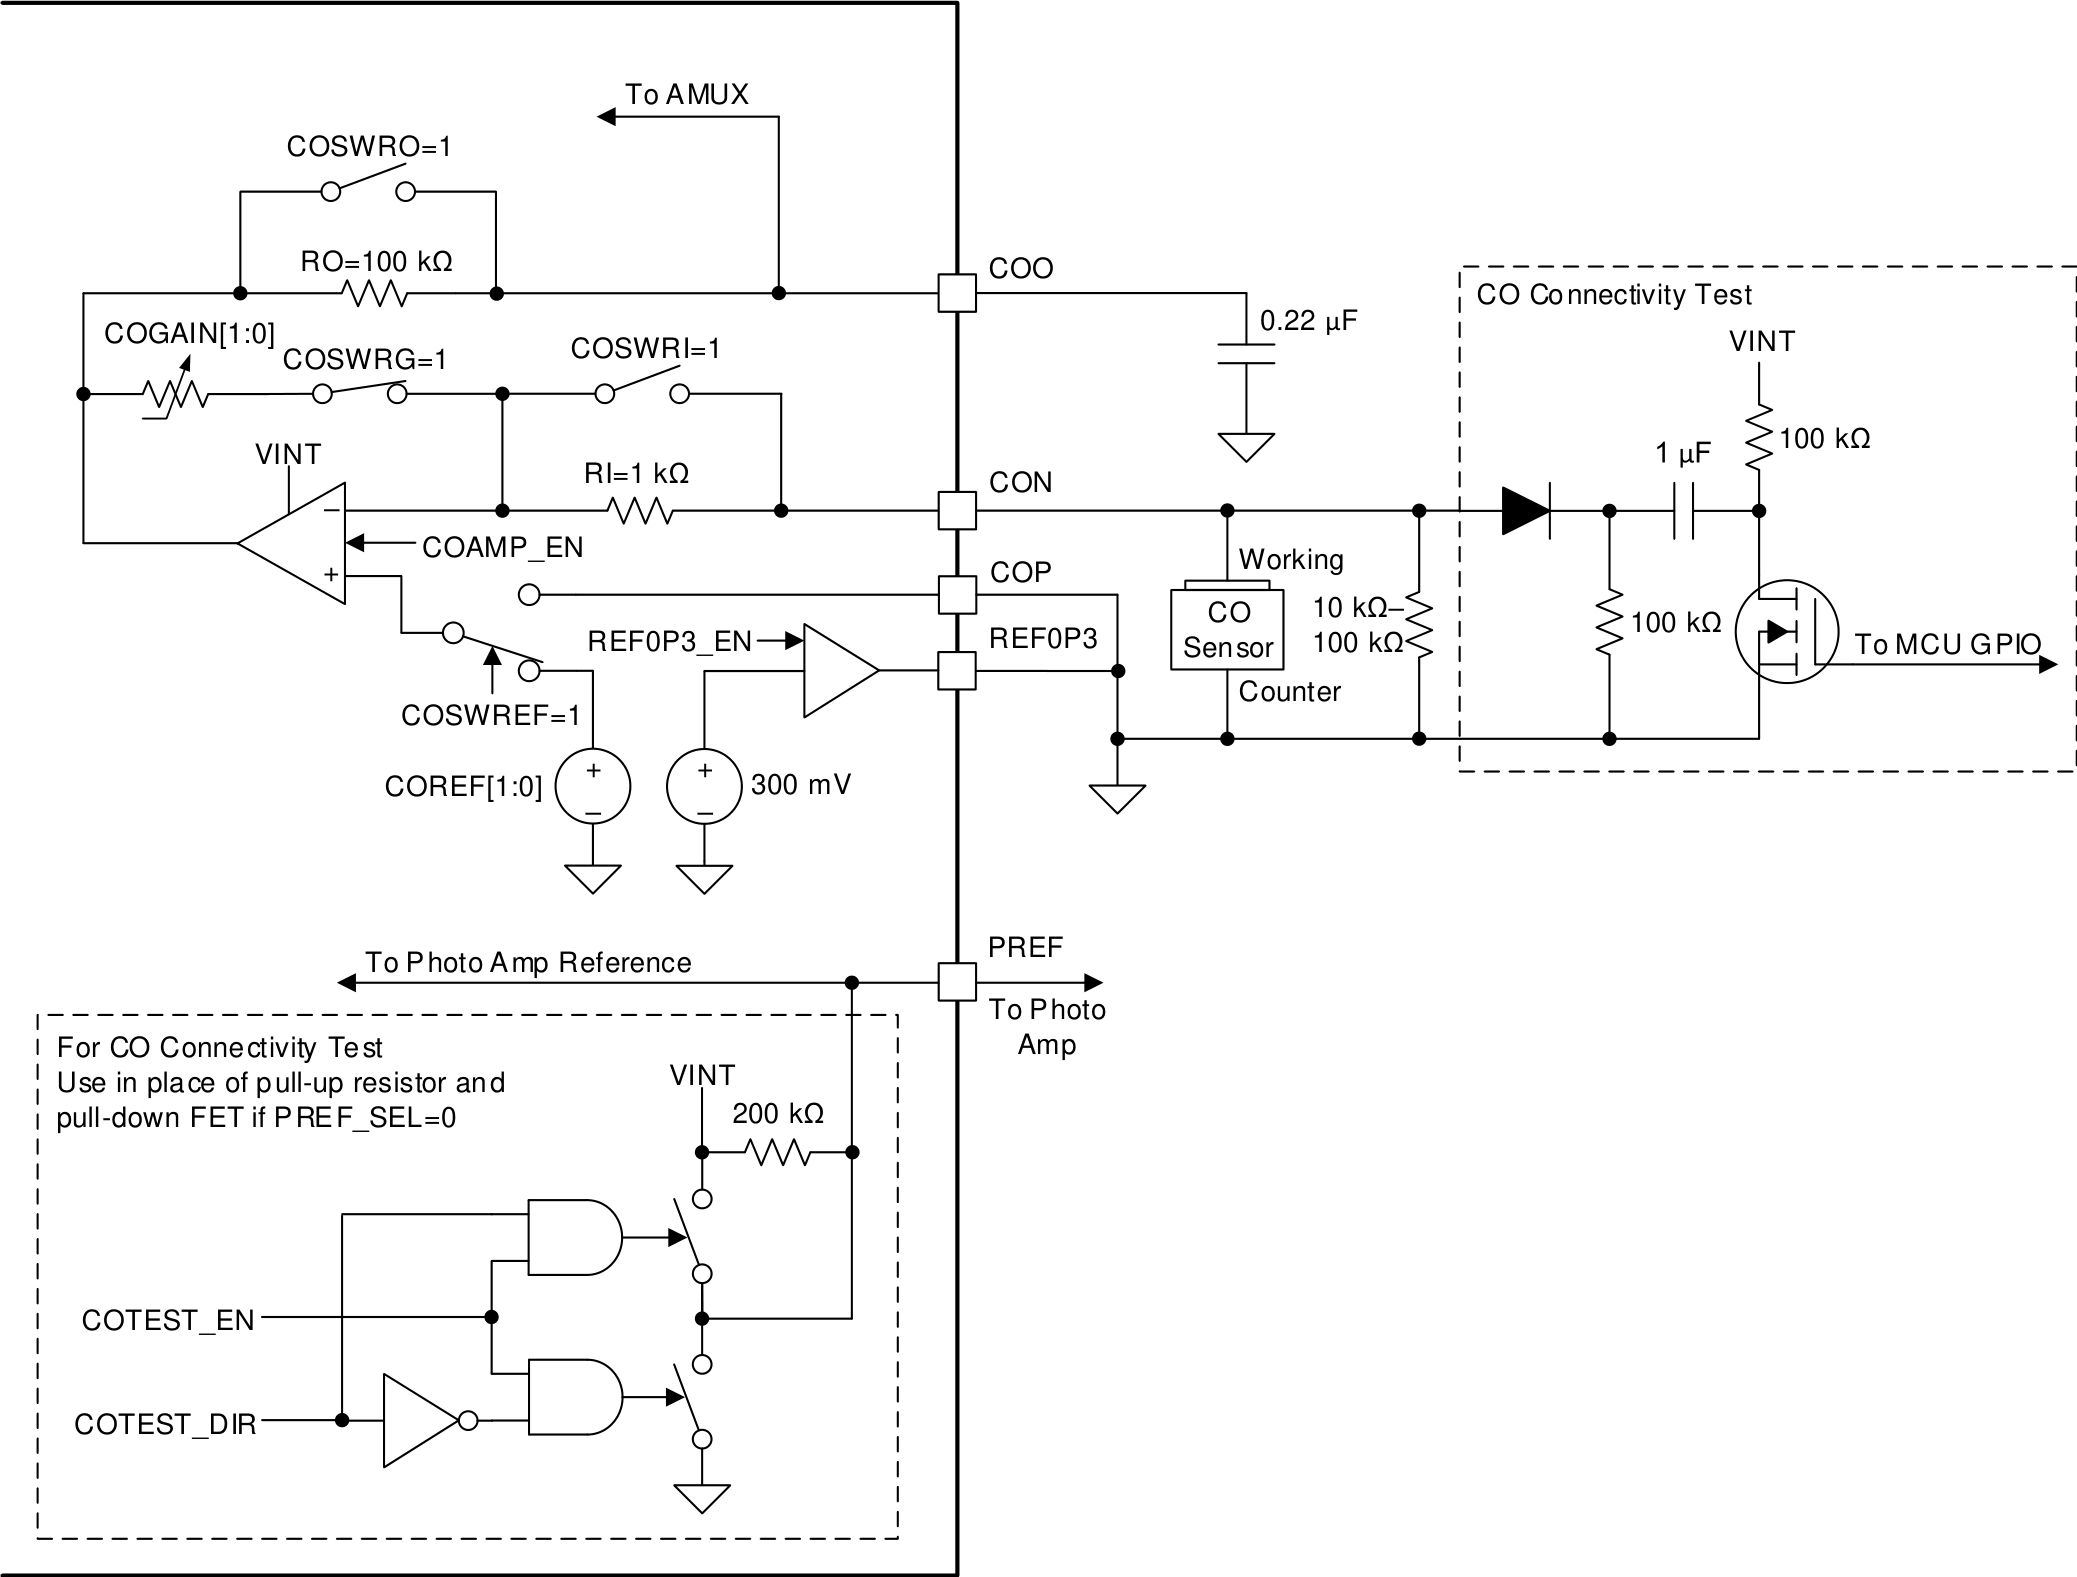 To AMUX
COSWRO=1
RO=100 kΩ
COO
0.22 µF
CO Connectivity Test
VINT
100 kΩ
1 µF
COGAIN[1:0]
COSWRG=1
COSWRI=1
VINT
RI=1 kΩ
CON
−
COAMP_EN
+
COP
Working
CO
Sensor
Counter
10 kΩ–
100 kΩ
100 kΩ
To MCU GPIO
REF0P3_EN
REF0P3
COSWREF=1
COREF[1:0]
+
−
+
−
300 mV
To Photo Amp Reference
PREF
To Photo
Amp
For CO Connectivity Test
Use in place of pull-up resistor and
pull-down FET if PREF_SEL=0
VINT
200 kΩ
COTEST_EN
COTEST_DIR